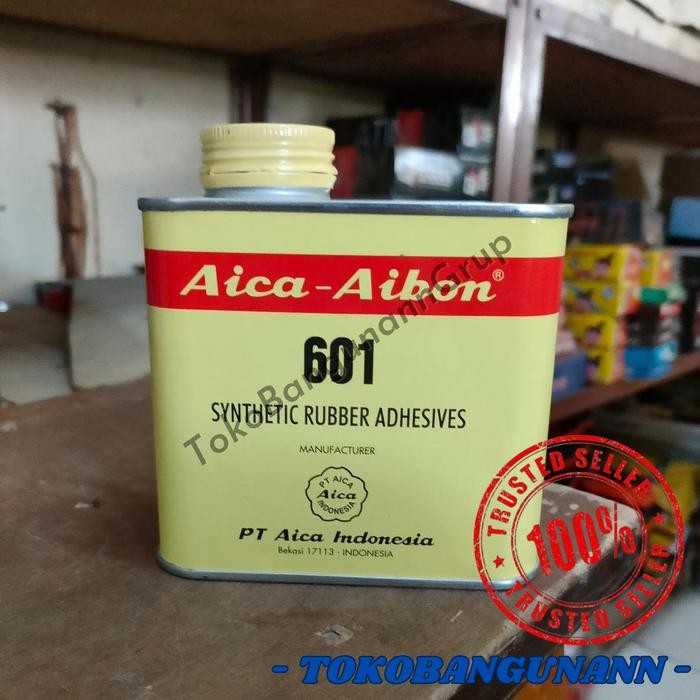 Aica-Aibon®
601
SYNTHETIC RUBBER ADHESIVES
MANUFACTURER
PT AICA
Aica
INDONESIA
PT Aica Indonesia
Bekasi 17113 - INDONESIA
TokoBangunannGrup
TRUSTED SELLER
100%
TRUSTED SELLER
- TOKOBANGUNANN -